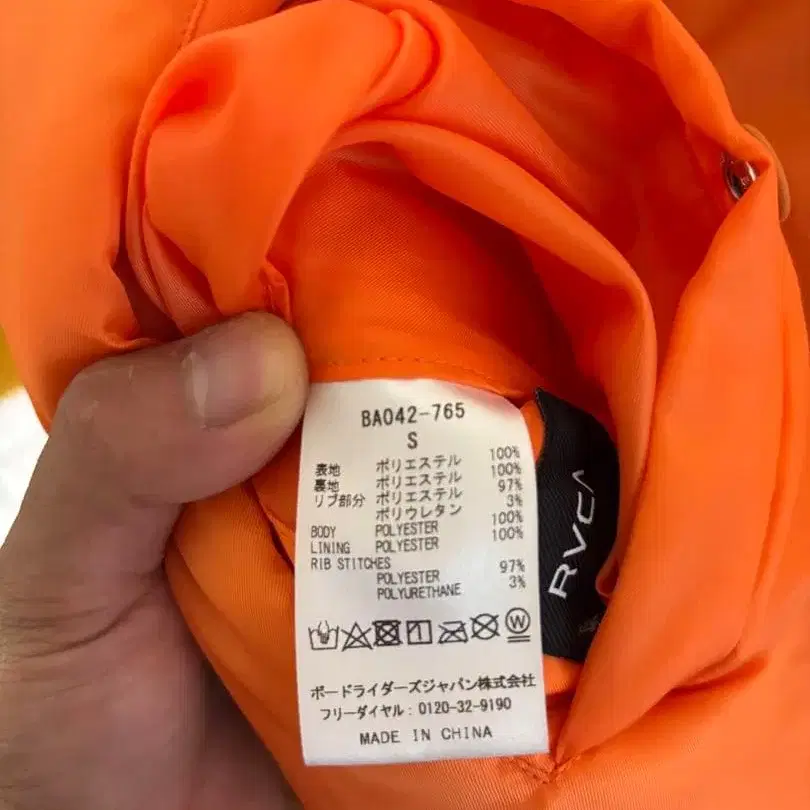 BA042-765
S
表地 ポリエステル 100%
裏地 ポリエステル 100%
リブ部分 ポリエステル 97%
ポリウレタン 3%
BODY POLYESTER 100%
LINING POLYESTER 100%
RIB STITCHES
POLYESTER 97%
POLYURETHANE 3%
W
ボードライダーズジャパン株式会社
フリーダイヤル:0120-32-9190
MADE IN CHINA
RVCA